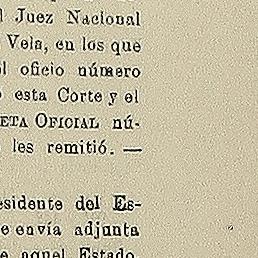 Juez Nacional
Vela, en los que
oficio número
esta Corte y el
ETA OFICIAL nú-
les remitió. —
esidente del Es-
e envía adjunta
e aquel Estado